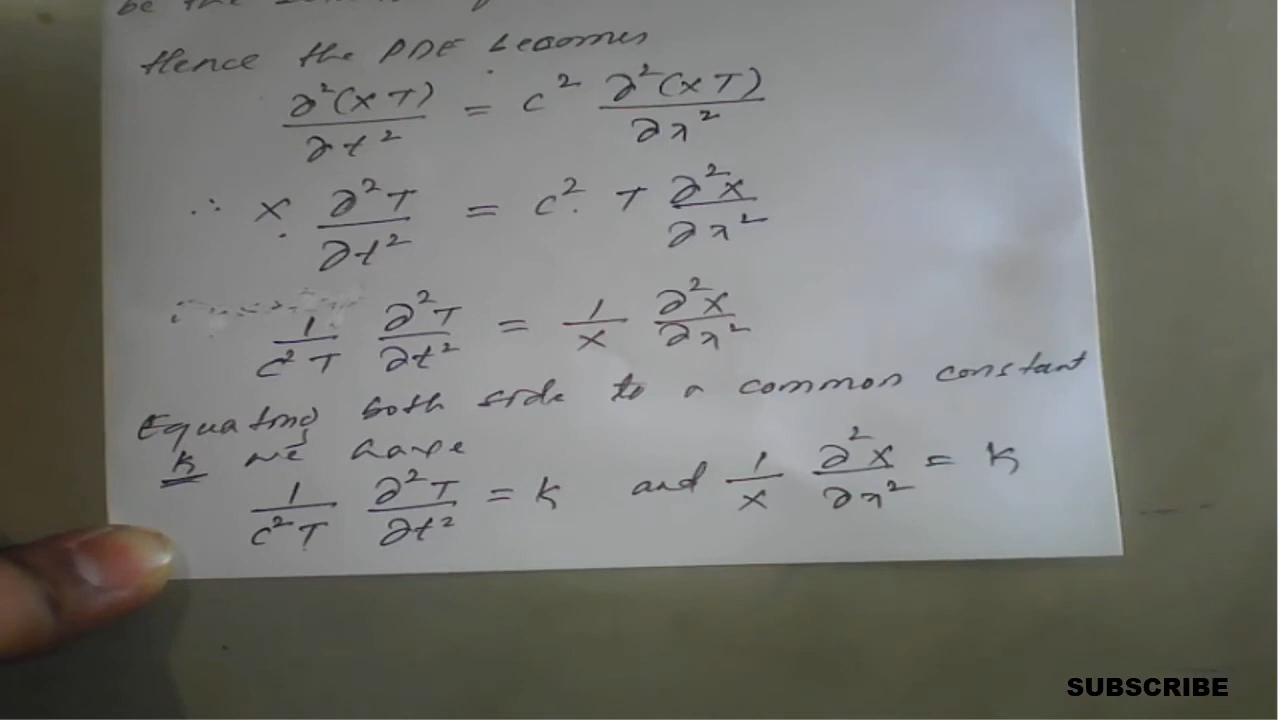 be the
Hence the PDE becomes
∂²(XT)/∂t² = c² ∂²(XT)/∂x²
∴ X. ∂²T/∂t² = c². T ∂²X/∂x²
1/(c²T) ∂²T/∂t² = 1/X ∂²X/∂x²
Equating both side to a common constant
k we have
1/(c²T) ∂²T/∂t² = k and 1/X ∂²X/∂x² = k
SUBSCRIBE